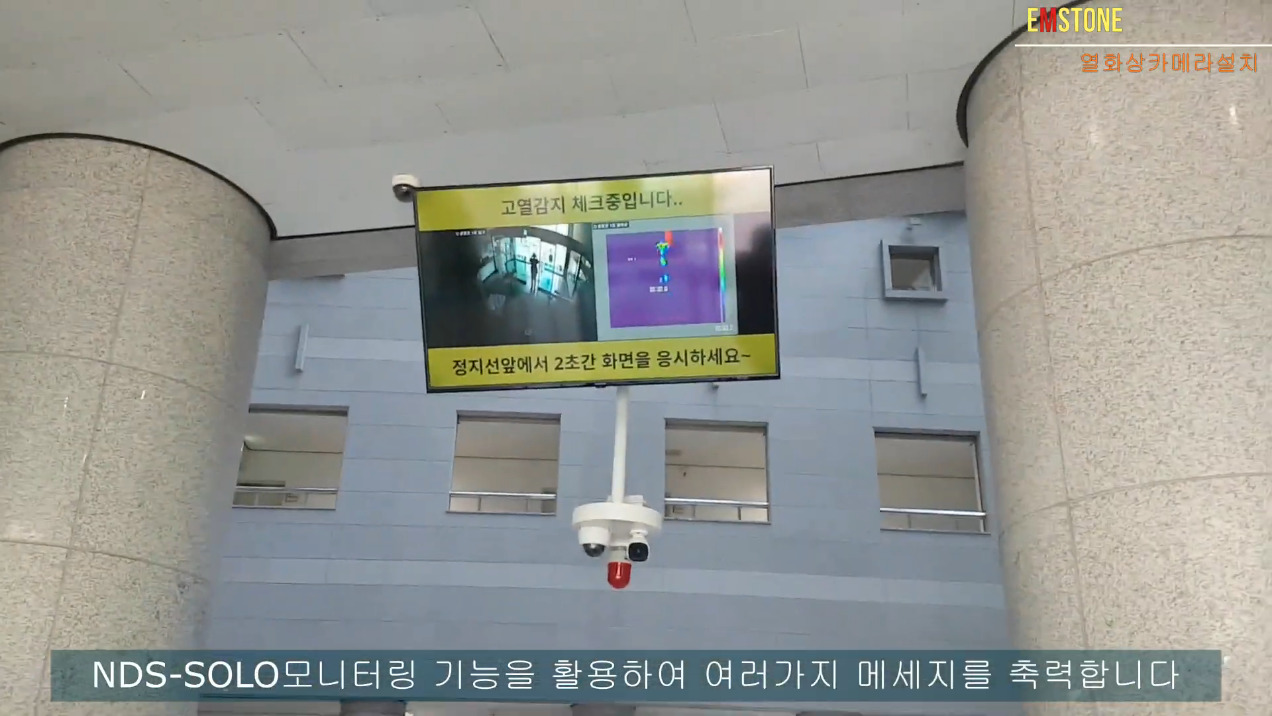 EMSTONE
열화상카메라설치
고열감지 체크중입니다..
정지선앞에서 2초간 화면을 응시하세요~
NDS-SOLO모니터링 기능을 활용하여 여러가지 메세지를 축력합니다